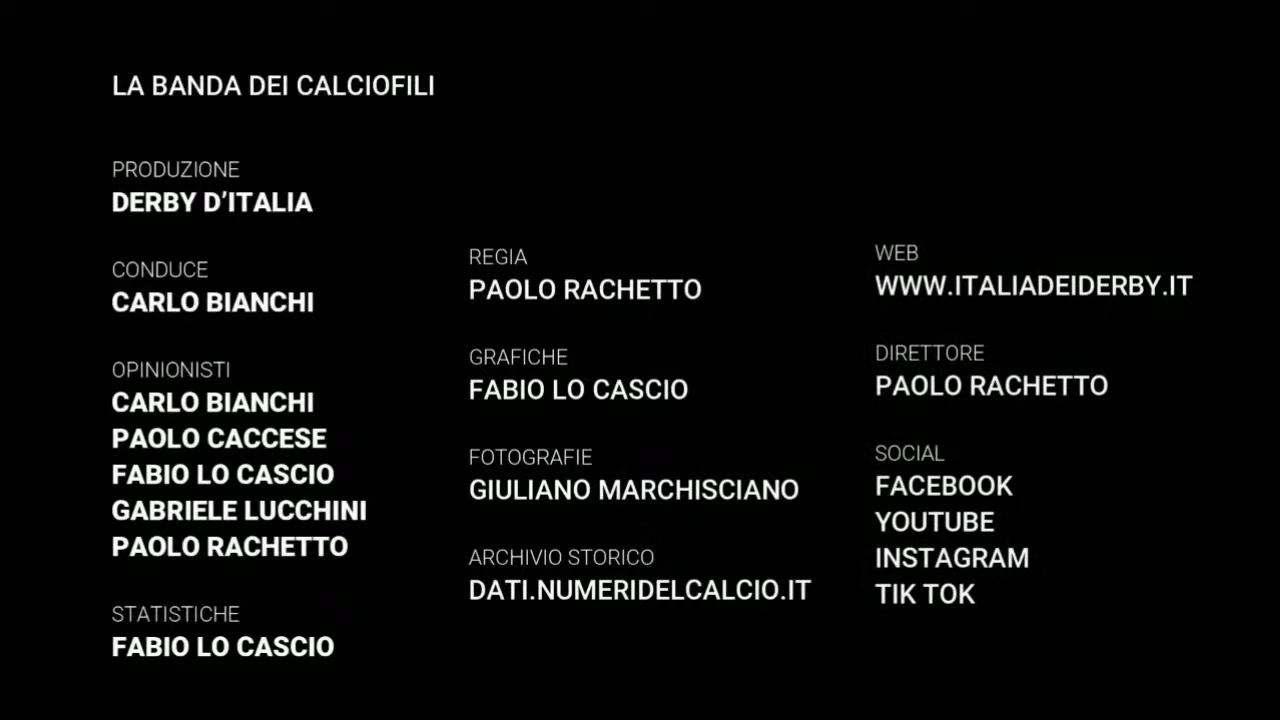 LA BANDA DEI CALCIOFILI
PRODUZIONE
DERBY D’ITALIA
CONDUCE
CARLO BIANCHI
OPINIONISTI
CARLO BIANCHI
PAOLO CACCESE
FABIO LO CASCIO
GABRIELE LUCCHINI
PAOLO RACHETTO
STATISTICHE
FABIO LO CASCIO
REGIA
PAOLO RACHETTO
GRAFICHE
FABIO LO CASCIO
FOTOGRAFIE
GIULIANO MARCHISCIANO
ARCHIVIO STORICO
DATI.NUMERIDELCALCIO.IT
WEB
WWW.ITALIADEIDERBY.IT
DIRETTORE
PAOLO RACHETTO
SOCIAL
FACEBOOK
YOUTUBE
INSTAGRAM
TIK TOK